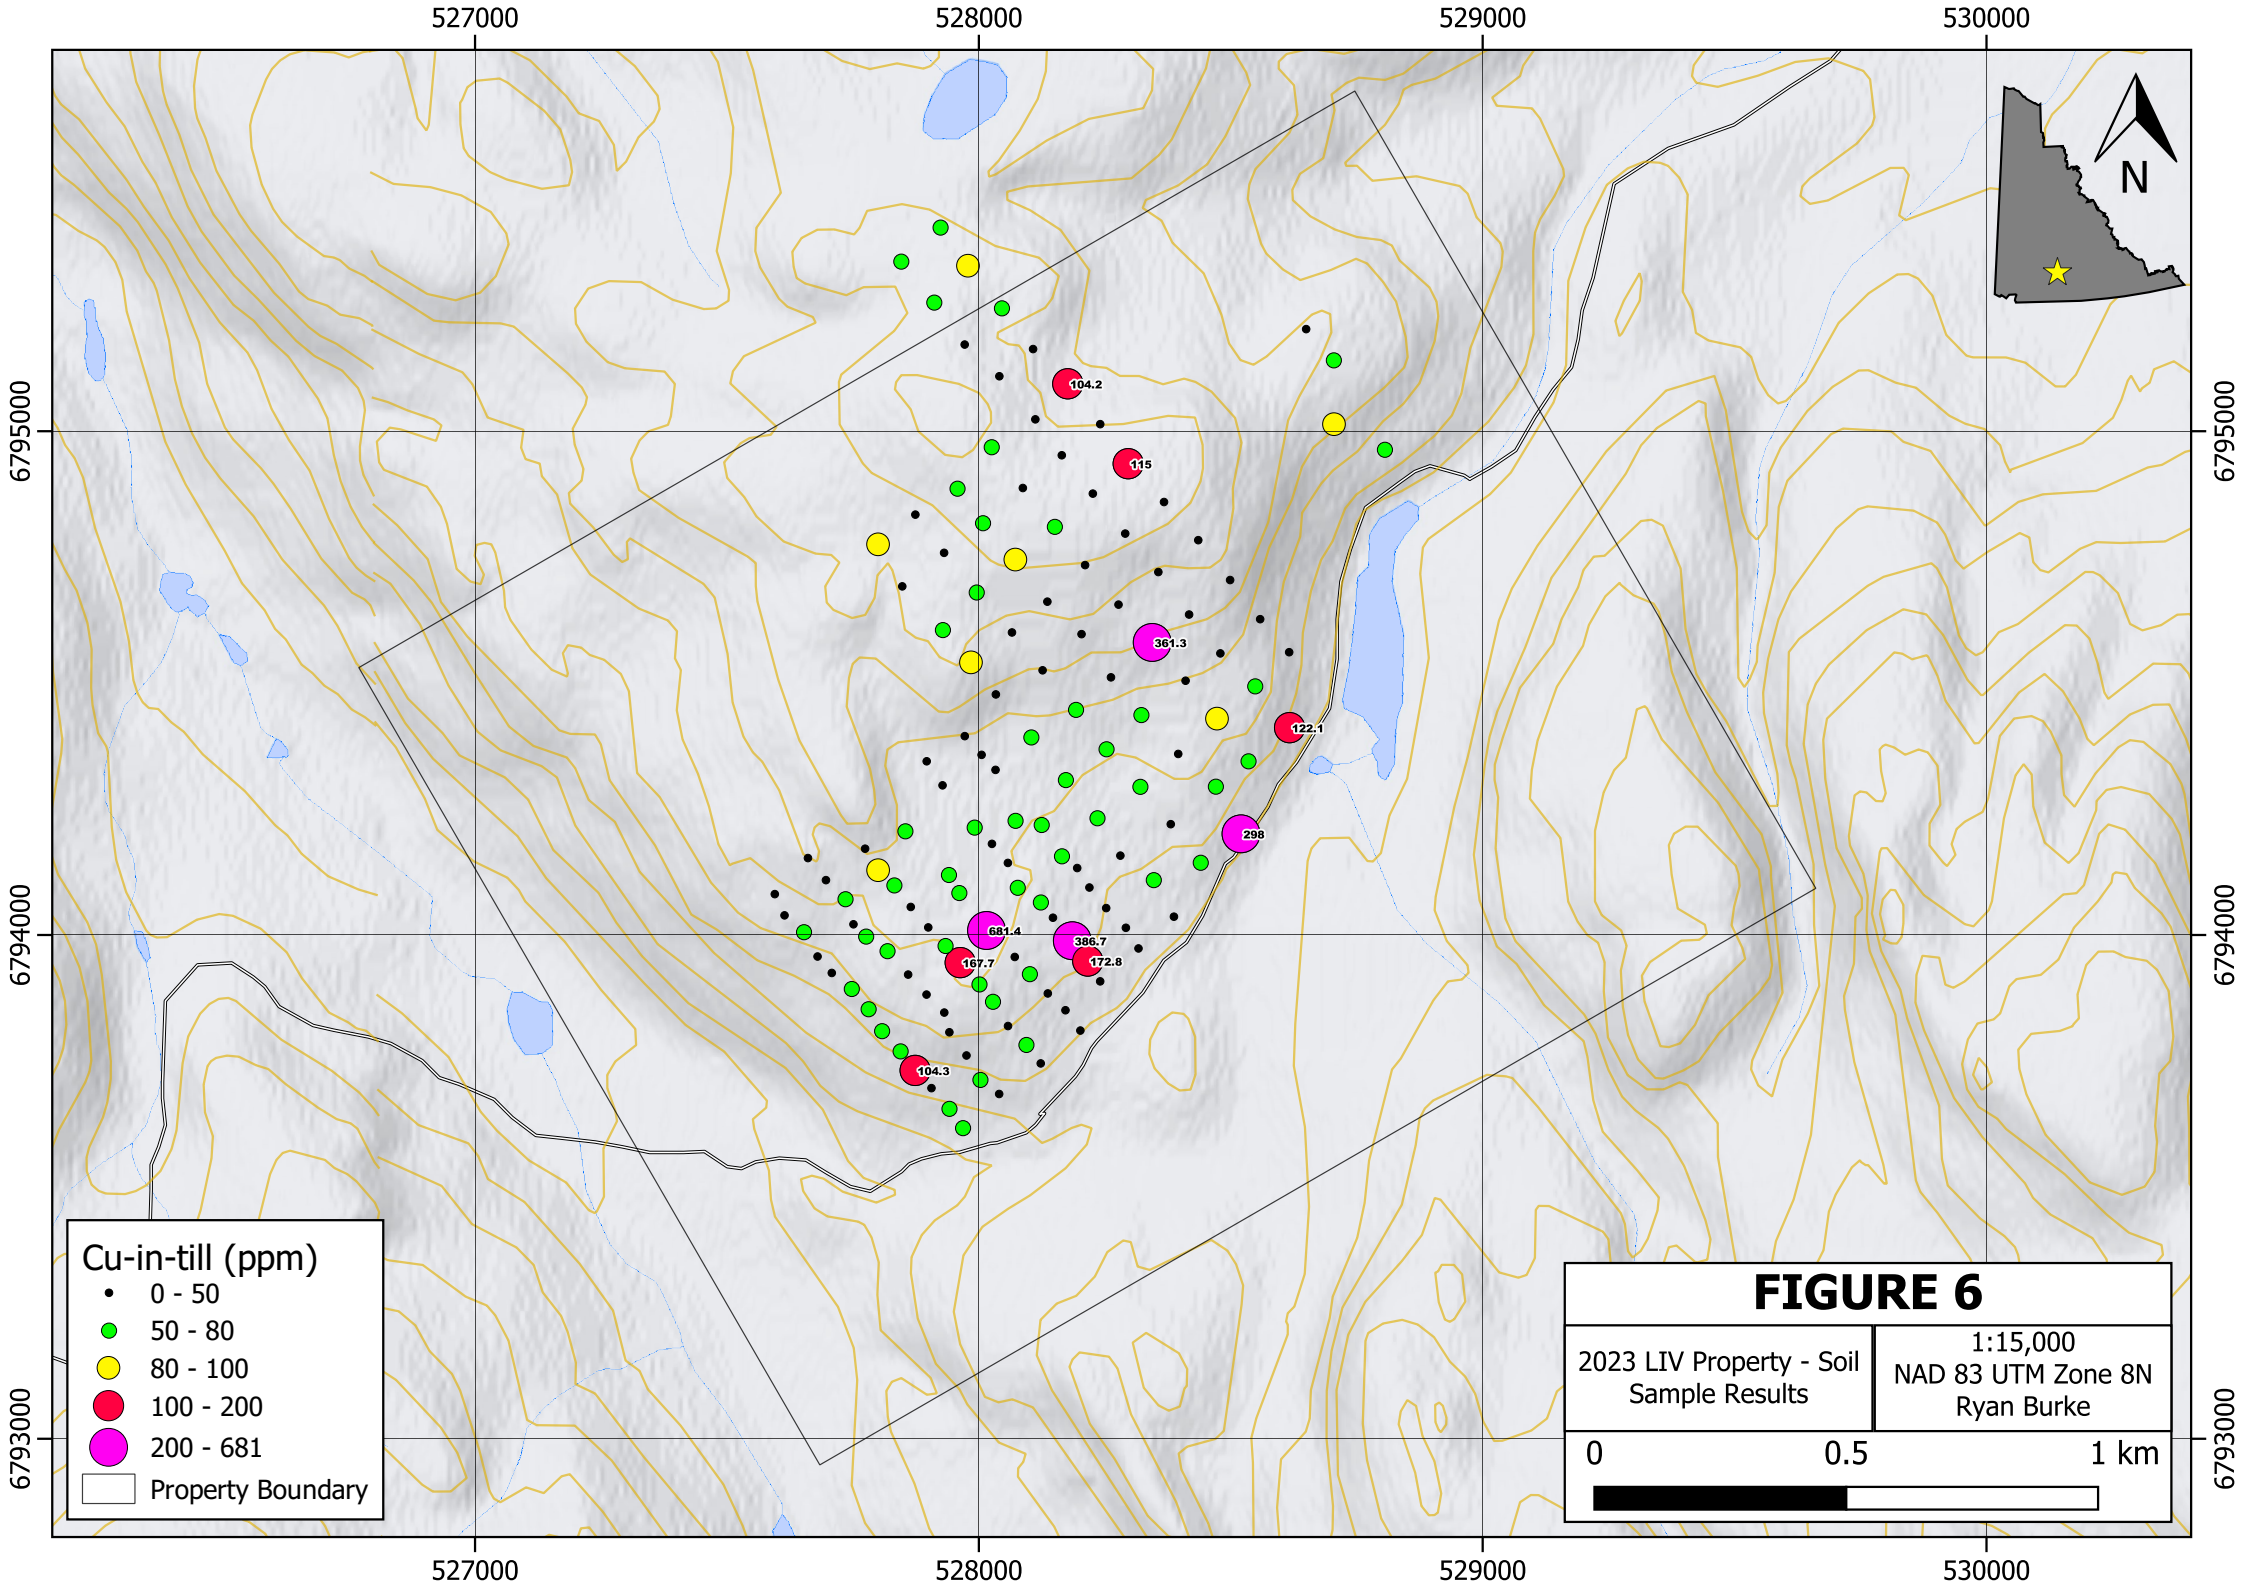 527000
528000
529000
530000
N
6795000
6795000
104.2
115
361.3
122.1
298
6794000
6794000
681.4
386.7
167.7
172.8
104.3
Cu-in-till (ppm)
0 - 50
50 - 80
80 - 100
100 - 200
200 - 681
Property Boundary
FIGURE 6
2023 LIV Property - Soil
Sample Results
1:15,000
NAD 83 UTM Zone 8N
Ryan Burke
0 0.5 1 km
6793000
6793000
527000
528000
529000
530000